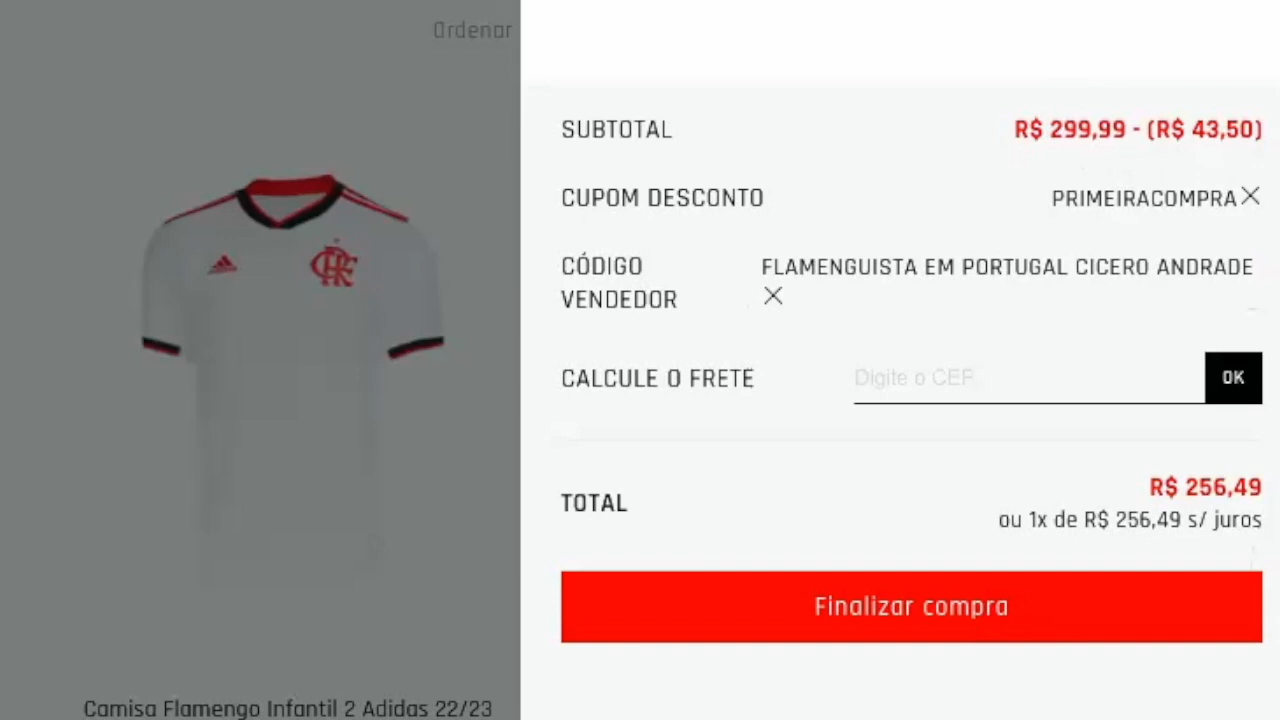 Ordenar
SUBTOTAL R$ 299,99 - (R$ 43,50)
CUPOM DESCONTO PRIMEIRACOMPRA
CÓDIGO VENDEDOR FLAMENGUISTA EM PORTUGAL CICERO ANDRADE
CALCULE O FRETE Digite o CEP OK
TOTAL R$ 256,49
ou 1x de R$ 256,49 s/ juros
Finalizar compra
Camisa Flamengo Infantil 2 Adidas 22/23